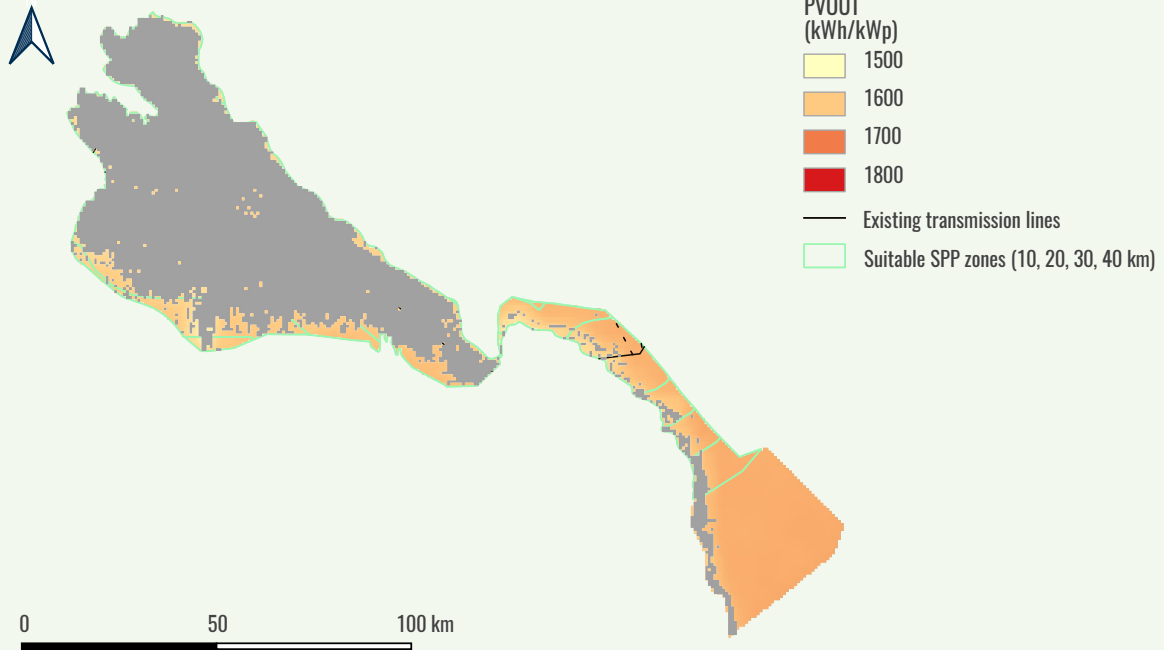 PVOUT
(kWh/kWp)
1500
1600
1700
1800
Existing transmission lines
Suitable SPP zones (10, 20, 30, 40 km)
0 50 100 km